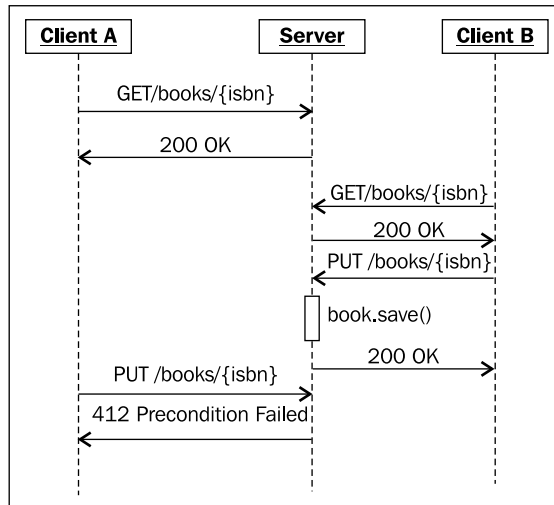 Client A Server Client B
GET/books/{isbn}
200 OK
GET/books/{isbn}
200 OK
PUT /books/{isbn}
book.save()
200 OK
PUT /books/{isbn}
412 Precondition Failed